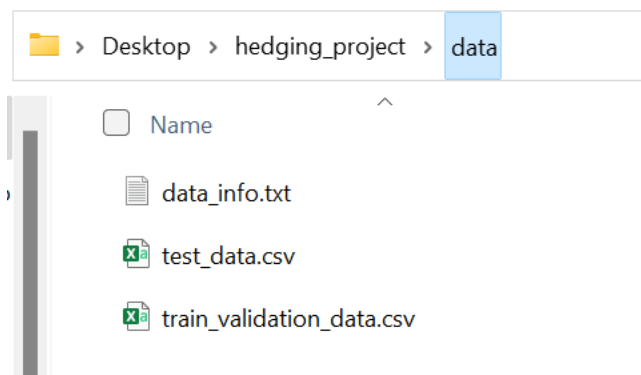 Desktop > hedging_project > data
Name
data_info.txt
test_data.csv
train_validation_data.csv